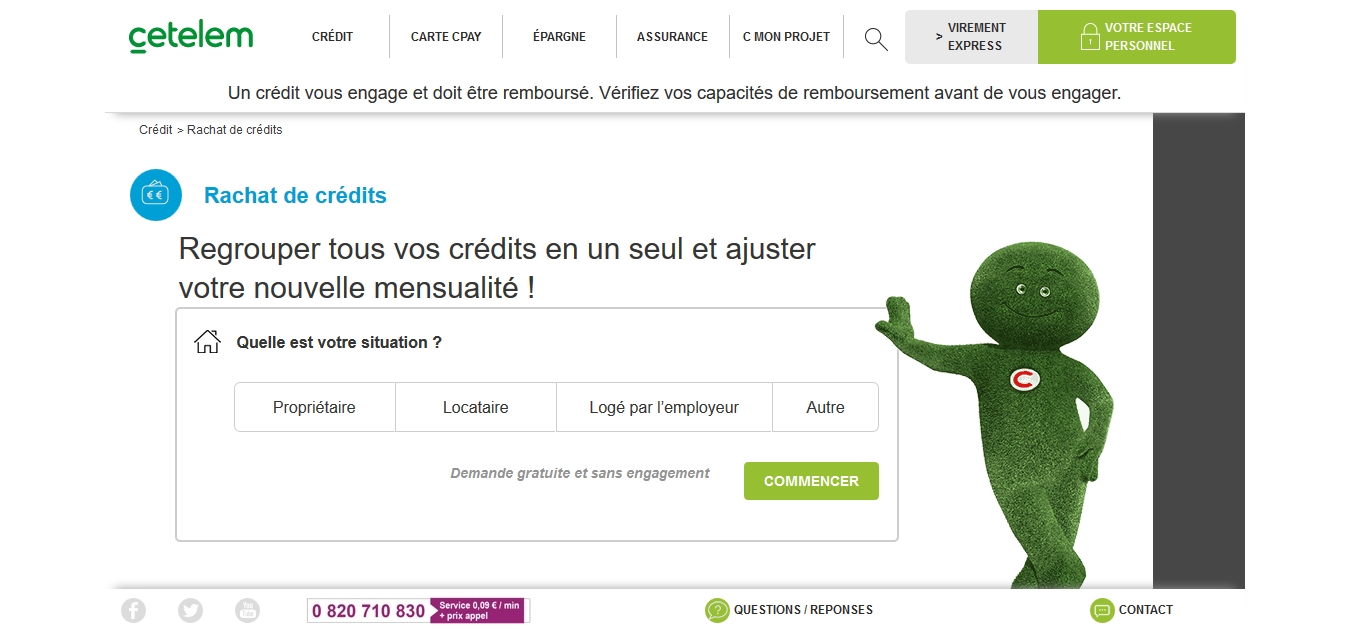 cetelem
CRÉDIT
CARTE CPAY
ÉPARGNE
ASSURANCE
C MON PROJET
> VIREMENT
EXPRESS
VOTRE ESPACE
PERSONNEL
Un crédit vous engage et doit être remboursé. Vérifiez vos capacités de remboursement avant de vous engager.
Crédit > Rachat de crédits
€ €
Rachat de crédits
Regrouper tous vos crédits en un seul et ajuster
votre nouvelle mensualité !
Quelle est votre situation ?
Propriétaire
Locataire
Logé par l’employeur
Autre
Demande gratuite et sans engagement
COMMENCER
C
f
You
Tube
0 820 710 830
Service 0,09 € / min
+ prix appel
?
QUESTIONS / REPONSES
CONTACT